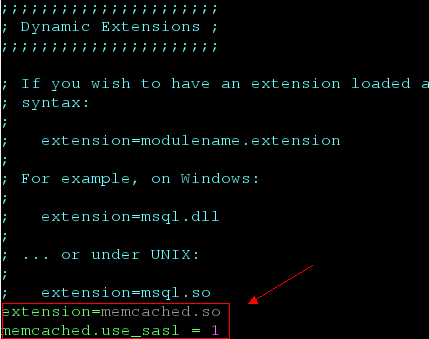 ;;;;;;;;;;;;;;;;;;;;;;
; Dynamic Extensions ;
;;;;;;;;;;;;;;;;;;;;;;
; If you wish to have an extension loaded a
; syntax:
;
;   extension=modulename.extension
;
; For example, on Windows:
;
;   extension=msql.dll
;
; ... or under UNIX:
;
;   extension=msql.so
extension=memcached.so
memcached.use_sasl = 1